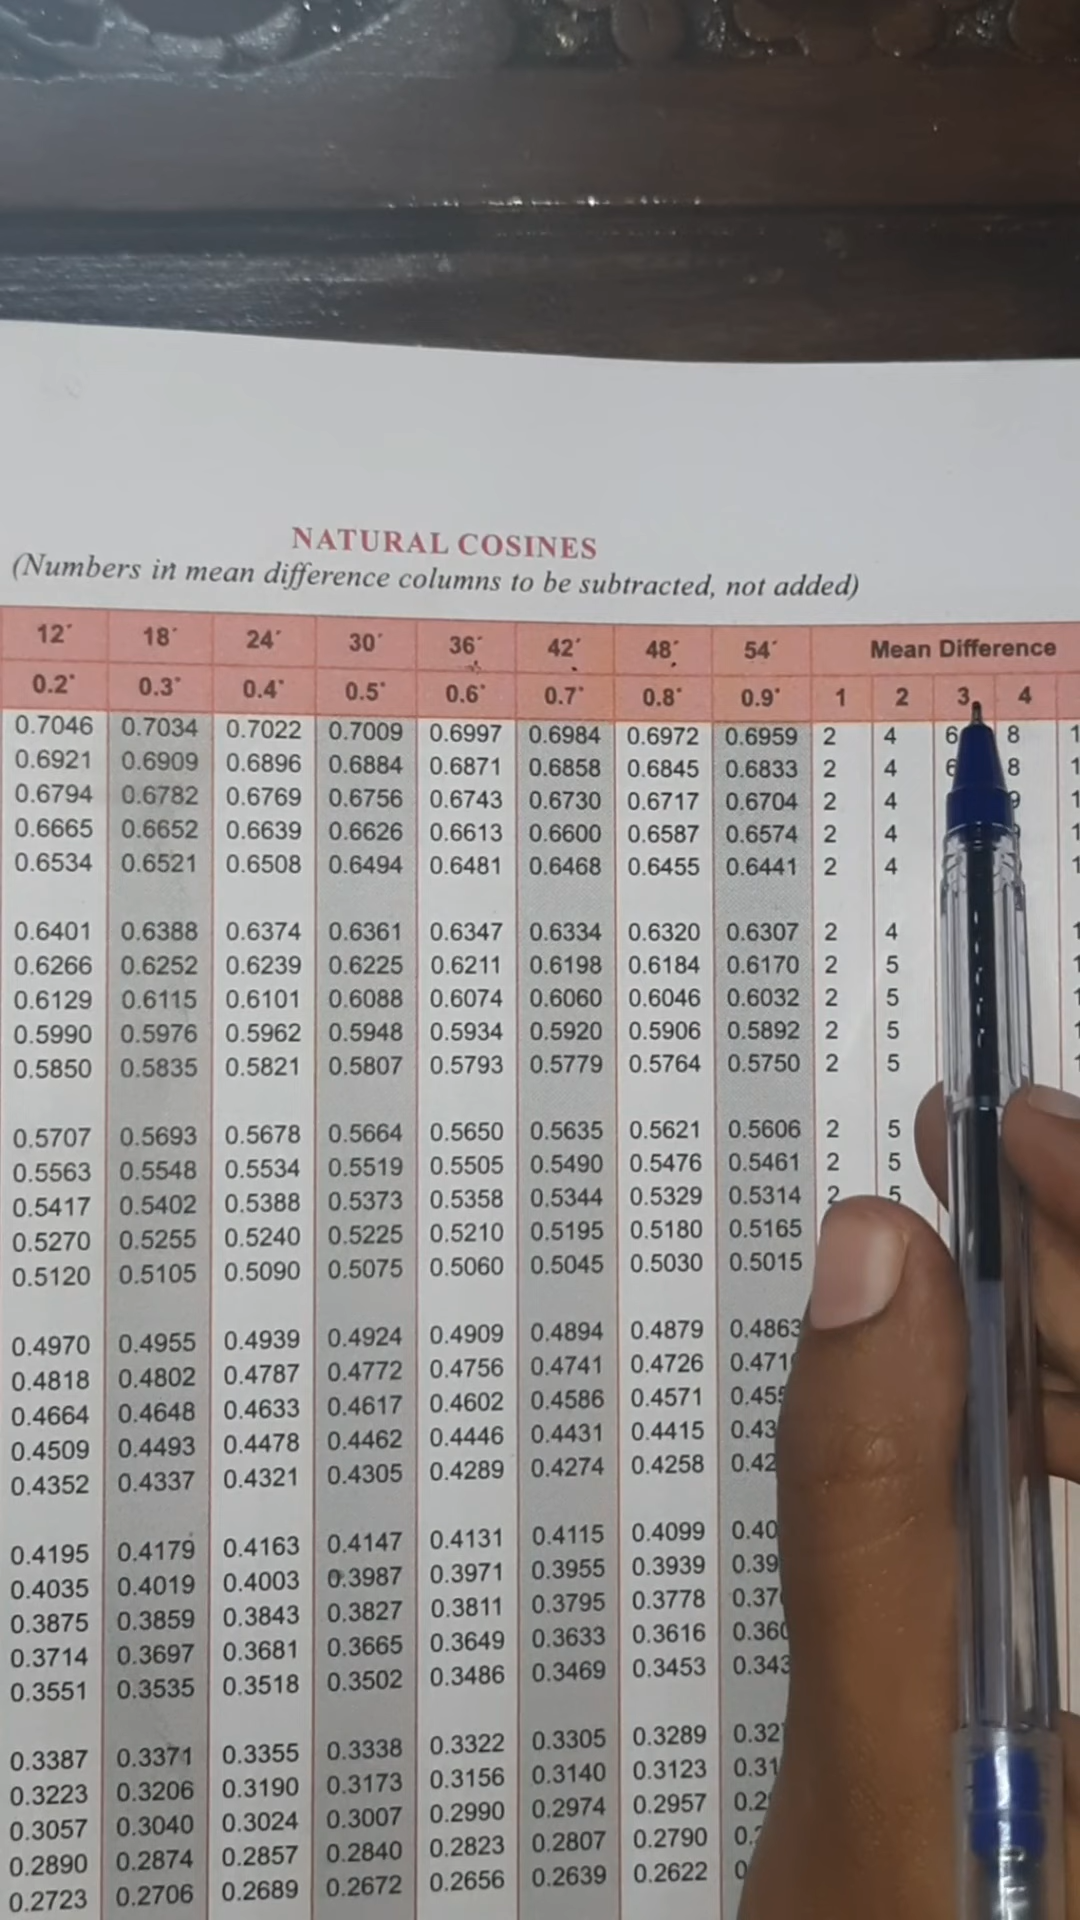 NATURAL COSINES
(Numbers in mean difference columns to be subtracted, not added)
12′ 18′ 24′ 30′ 36′ 42′ 48′ 54′ Mean Difference
0.2° 0.3° 0.4° 0.5° 0.6° 0.7° 0.8° 0.9° 1 2 3 4
0.7046 0.7034 0.7022 0.7009 0.6997 0.6984 0.6972 0.6959 2 4 6 8
0.6921 0.6909 0.6896 0.6884 0.6871 0.6858 0.6845 0.6833 2 4 6 8
0.6794 0.6782 0.6769 0.6756 0.6743 0.6730 0.6717 0.6704 2 4 9
0.6665 0.6652 0.6639 0.6626 0.6613 0.6600 0.6587 0.6574 2 4
0.6534 0.6521 0.6508 0.6494 0.6481 0.6468 0.6455 0.6441 2 4
0.6401 0.6388 0.6374 0.6361 0.6347 0.6334 0.6320 0.6307 2 4
0.6266 0.6252 0.6239 0.6225 0.6211 0.6198 0.6184 0.6170 2 5
0.6129 0.6115 0.6101 0.6088 0.6074 0.6060 0.6046 0.6032 2 5
0.5990 0.5976 0.5962 0.5948 0.5934 0.5920 0.5906 0.5892 2 5
0.5850 0.5835 0.5821 0.5807 0.5793 0.5779 0.5764 0.5750 2 5
0.5707 0.5693 0.5678 0.5664 0.5650 0.5635 0.5621 0.5606 2 5
0.5563 0.5548 0.5534 0.5519 0.5505 0.5490 0.5476 0.5461 2 5
0.5417 0.5402 0.5388 0.5373 0.5358 0.5344 0.5329 0.5314 2 5
0.5270 0.5255 0.5240 0.5225 0.5210 0.5195 0.5180 0.5165
0.5120 0.5105 0.5090 0.5075 0.5060 0.5045 0.5030 0.5015
0.4970 0.4955 0.4939 0.4924 0.4909 0.4894 0.4879 0.4863
0.4818 0.4802 0.4787 0.4772 0.4756 0.4741 0.4726
0.4664 0.4648 0.4633 0.4617 0.4602 0.4586 0.4571
0.4509 0.4493 0.4478 0.4462 0.4446 0.4431 0.4415
0.4352 0.4337 0.4321 0.4305 0.4289 0.4274 0.4258
0.4195 0.4179 0.4163 0.4147 0.4131 0.4115 0.4099
0.4035 0.4019 0.4003 0.3987 0.3971 0.3955 0.3939
0.3875 0.3859 0.3843 0.3827 0.3811 0.3795 0.3778
0.3714 0.3697 0.3681 0.3665 0.3649 0.3633 0.3616
0.3551 0.3535 0.3518 0.3502 0.3486 0.3469 0.3453
0.3387 0.3371 0.3355 0.3338 0.3322 0.3305 0.3289
0.3223 0.3206 0.3190 0.3173 0.3156 0.3140 0.3123
0.3057 0.3040 0.3024 0.3007 0.2990 0.2974 0.2957
0.2890 0.2874 0.2857 0.2840 0.2823 0.2807 0.2790
0.2723 0.2706 0.2689 0.2672 0.2656 0.2639 0.2622